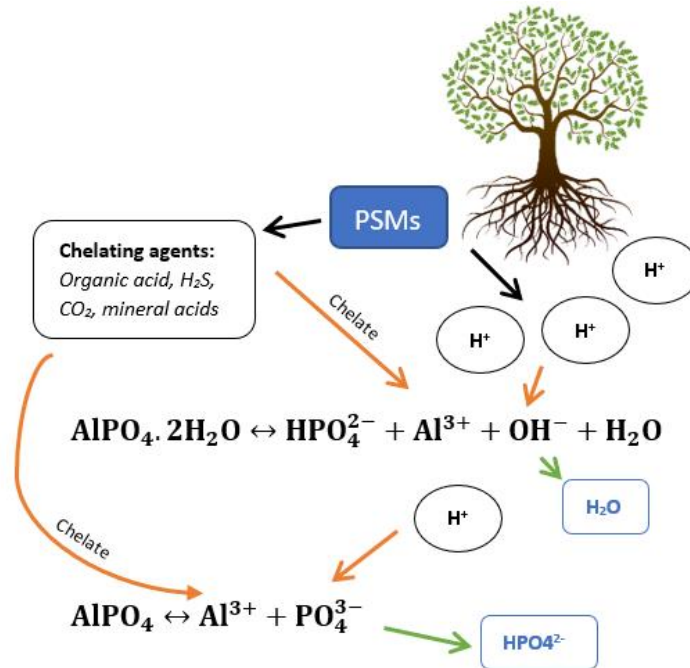 PSMs
Chelating agents:
Organic acid, H₂S,
CO₂, mineral acids
H⁺
H⁺
H⁺
Chelate
AlPO₄. 2H₂O ↔ HPO₄²⁻ + Al³⁺ + OH⁻ + H₂O
H₂O
H⁺
Chelate
AlPO₄ ↔ Al³⁺ + PO₄³⁻
HPO4²⁻